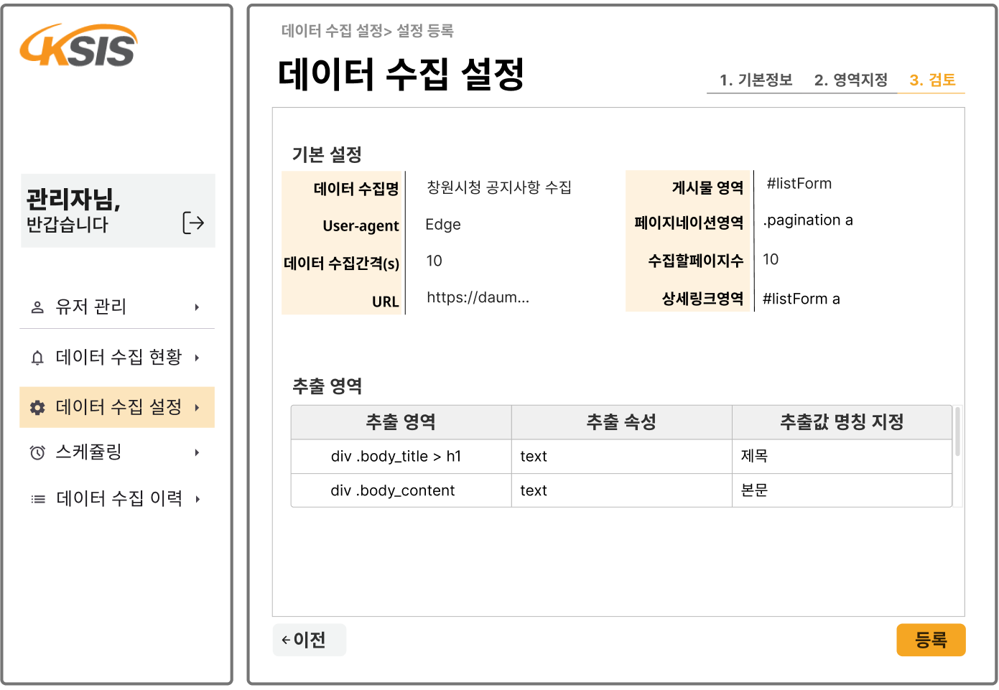 KSIS
관리자님,
반갑습니다
유저 관리
데이터 수집 현황
데이터 수집 설정
스케쥴링
데이터 수집 이력
데이터 수집 설정> 설정 등록
데이터 수집 설정
1. 기본정보 2. 영역지정 3. 검토
기본 설정
데이터 수집명 창원시청 공지사항 수집
User-agent Edge
데이터 수집간격(s) 10
URL https://daum...
게시물 영역 #listForm
페이지네이션영역 .pagination a
수집할페이지수 10
상세링크영역 #listForm a
추출 영역
추출 영역 추출 속성 추출값 명칭 지정
div .body_title > h1 text 제목
div .body_content text 본문
←이전
등록